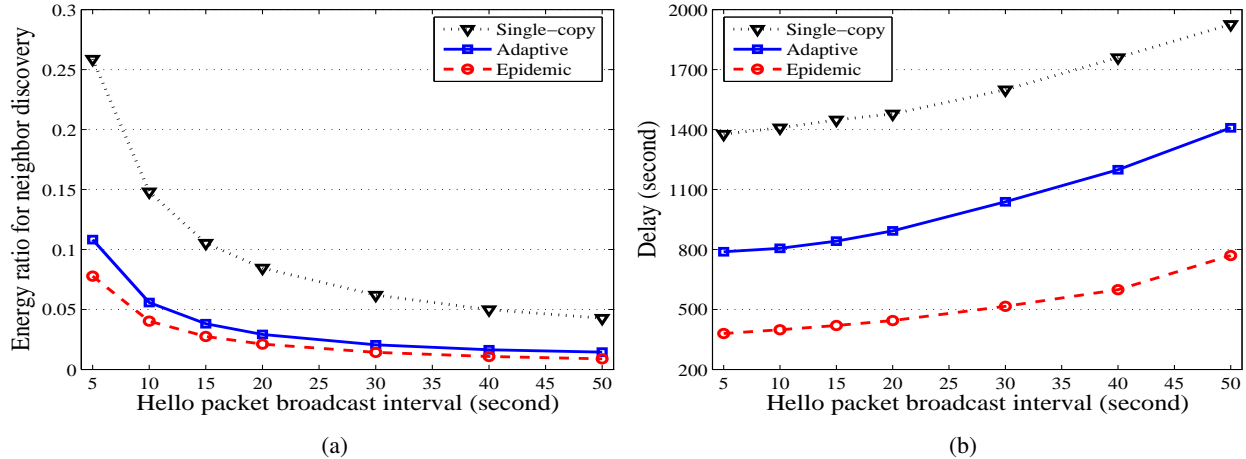 0.3
0.25
0.2
0.15
0.1
0.05
0
Energy ratio for neighbor discovery
Single−copy
Adaptive
Epidemic
5 10 15 20 25 30 35 40 45 50
Hello packet broadcast interval (second)
(a)
2000
1700
1400
1100
800
500
200
Delay (second)
Single−copy
Adaptive
Epidemic
5 10 15 20 25 30 35 40 45 50
Hello packet broadcast interval (second)
(b)